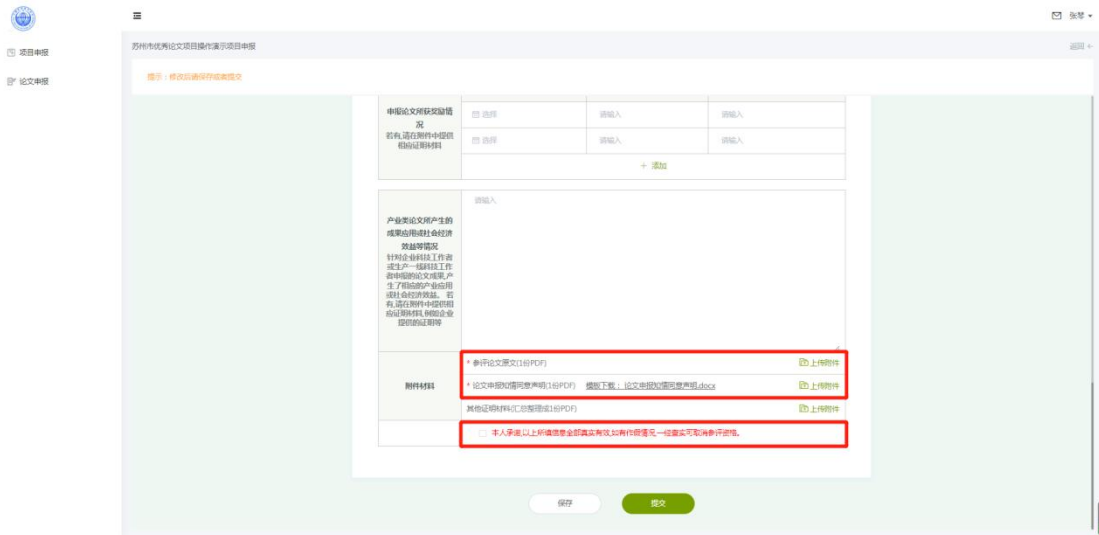 张琴
项目申报
论文申报
苏州市优秀论文项目操作演示项目申报
返回
提示：修改后请保存或者提交
申报论文所获奖励情
况
若有,请在附件中提供
相应证明材料
选择 请输入 请输入
选择 请输入 请输入
+ 添加
产业类论文所产生的
成果应用或社会经济
效益等情况
针对企业科技工作者
或生产一线科技工作
者申报的论文成果,产
生了相应的产业应用
或社会经济效益。 若
有,请在附件中提供相
应证明材料,例如企业
提供的证明等
请输入
附件材料
* 参评论文原文(1份PDF) 上传附件
* 论文申报知情同意声明(1份PDF) 模板下载： 论文申报知情同意声明.docx 上传附件
其他证明材料(汇总整理成1份PDF) 上传附件
本人承诺,以上所填信息全部真实有效,如有作假情况,一经查实可取消参评资格。
保存 提交